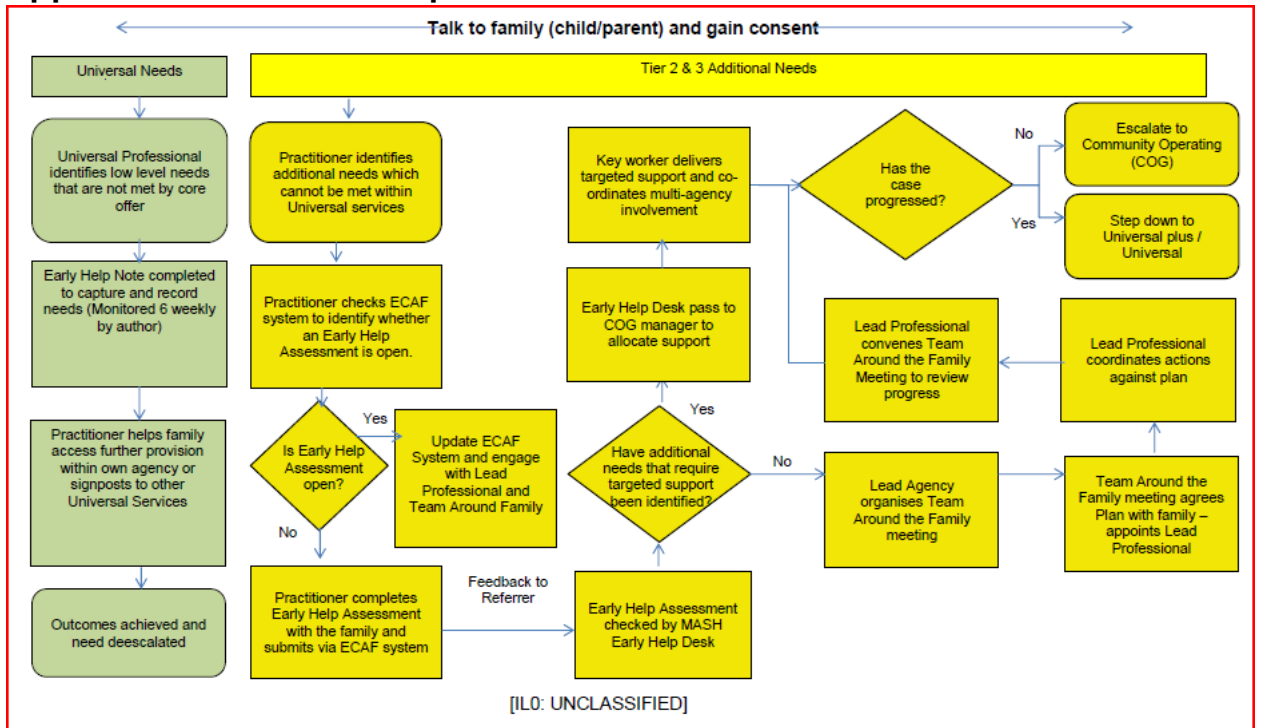 Talk to family (child/parent) and gain consent
Universal Needs
Tier 2 & 3 Additional Needs
Universal Professional
identifies low level needs
that are not met by core
offer
Early Help Note completed
to capture and record
needs (Monitored 6 weekly
by author)
Practitioner helps family
access further provision
within own agency or
signposts to other
Universal Services
Outcomes achieved and
need deescalated
Practitioner identifies
additional needs which
cannot be met within
Universal services
Practitioner checks ECAF
system to identify whether
an Early Help
Assessment is open.
Is Early Help
Assessment
open?
Yes
Update ECAF
System and engage
with Lead
Professional and
Team Around Family
No
Practitioner completes
Early Help Assessment
with the family and
submits via ECAF system
Feedback to
Referrer
Early Help Assessment
checked by MASH
Early Help Desk
Have additional
needs that require
targeted support
been identified?
Yes
Early Help Desk pass to
COG manager to
allocate support
Key worker delivers
targeted support and co-
ordinates multi-agency
involvement
No
Lead Agency
organises Team
Around the Family
meeting
Team Around the
Family meeting agrees
Plan with family –
appoints Lead
Professional
Lead Professional
coordinates actions
against plan
Lead Professional
convenes Team
Around the Family
Meeting to review
progress
Has the
case
progressed?
No
Escalate to
Community Operating
(COG)
Yes
Step down to
Universal plus /
Universal
[IL0: UNCLASSIFIED]